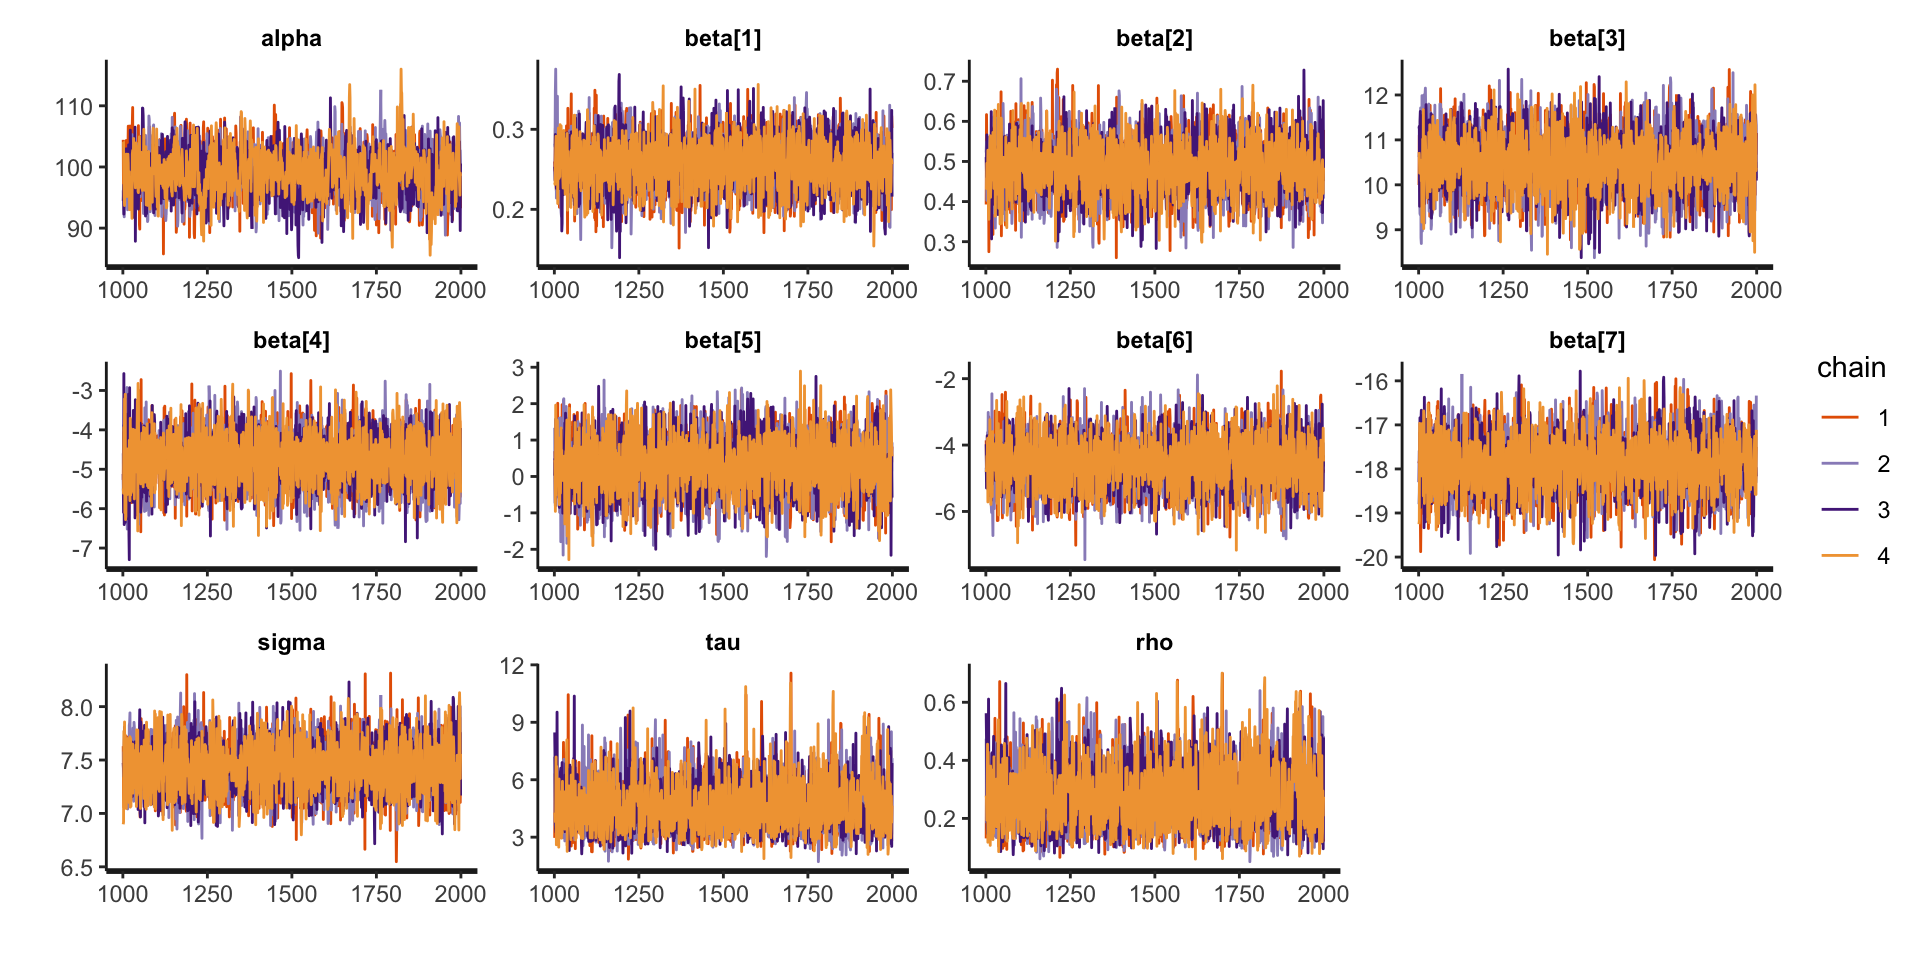 alpha
beta[1]
beta[2]
beta[3]
110
100
90
0.3
0.2
0.7
0.6
0.5
0.4
0.3
12
11
10
9
1000 1250 1500 1750 2000
1000 1250 1500 1750 2000
1000 1250 1500 1750 2000
1000 1250 1500 1750 2000
beta[4]
beta[5]
beta[6]
beta[7]
-3
-4
-5
-6
-7
3
2
1
0
-1
-2
-2
-4
-6
-16
-17
-18
-19
-20
1000 1250 1500 1750 2000
1000 1250 1500 1750 2000
1000 1250 1500 1750 2000
1000 1250 1500 1750 2000
chain
1
2
3
4
sigma
tau
rho
8.0
7.5
7.0
6.5
12
9
6
3
0.6
0.4
0.2
1000 1250 1500 1750 2000
1000 1250 1500 1750 2000
1000 1250 1500 1750 2000